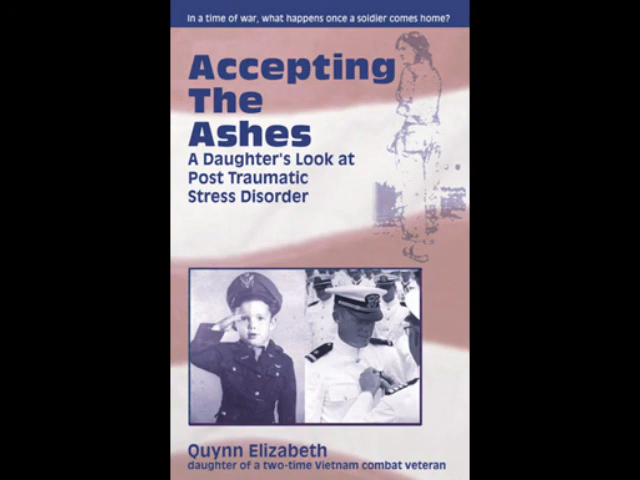 In a time of war, what happens once a soldier comes home?
Accepting
The
Ashes
A Daughter's Look at
Post Traumatic
Stress Disorder
Quynn Elizabeth
daughter of a two-time Vietnam combat veteran